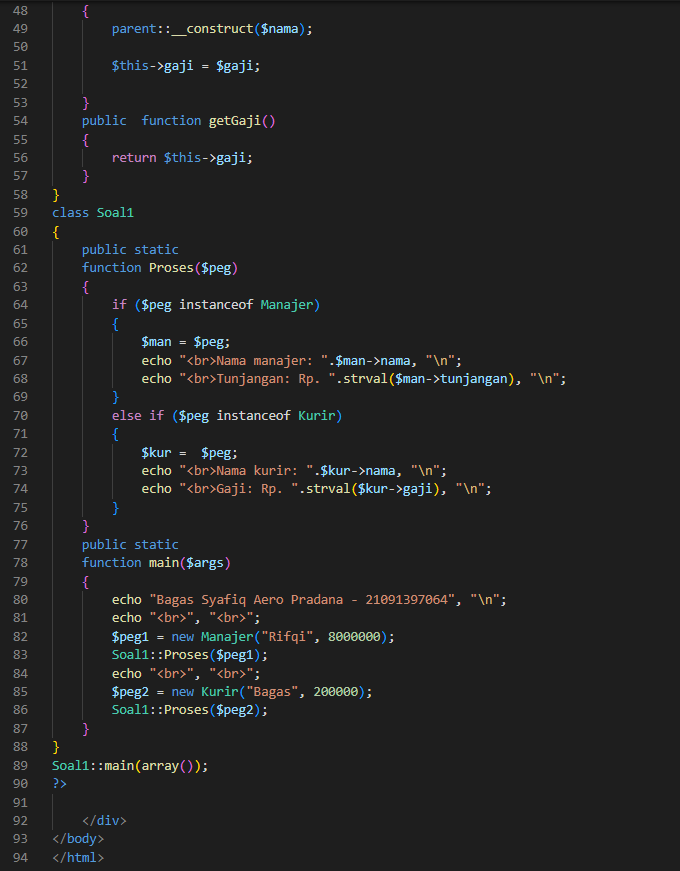 48 {
49 parent::__construct($nama);
50
51 $this->gaji = $gaji;
52
53 }
54 public  function getGaji()
55 {
56 return $this->gaji;
57 }
58 }
59 class Soal1
60 {
61 public static
62 function Proses($peg)
63 {
64 if ($peg instanceof Manajer)
65 {
66 $man = $peg;
67 echo "<br>Nama manajer: ".$man->nama, "\n";
68 echo "<br>Tunjangan: Rp. ".strval($man->tunjangan), "\n";
69 }
70 else if ($peg instanceof Kurir)
71 {
72 $kur =  $peg;
73 echo "<br>Nama kurir: ".$kur->nama, "\n";
74 echo "<br>Gaji: Rp. ".strval($kur->gaji), "\n";
75 }
76 }
77 public static
78 function main($args)
79 {
80 echo "Bagas Syafiq Aero Pradana - 21091397064", "\n";
81 echo "<br>", "<br>";
82 $peg1 = new Manajer("Rifqi", 8000000);
83 Soal1::Proses($peg1);
84 echo "<br>", "<br>";
85 $peg2 = new Kurir("Bagas", 200000);
86 Soal1::Proses($peg2);
87 }
88 }
89 Soal1::main(array());
90 ?>
91
92 </div>
93 </body>
94 </html>